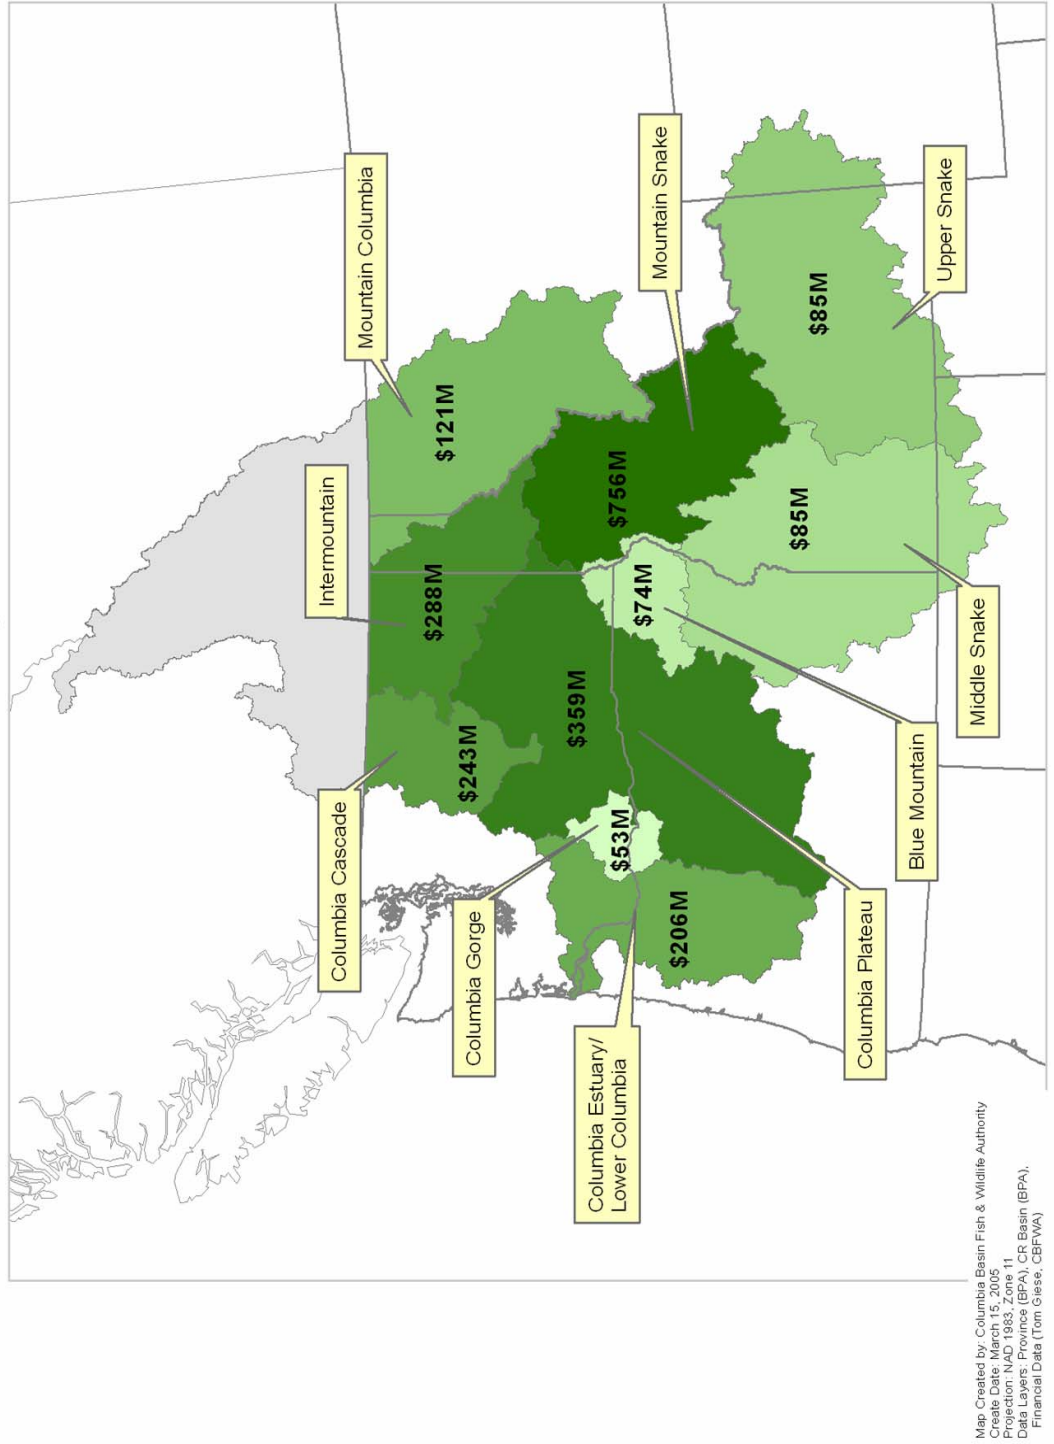 Mountain Columbia
Intermountain
Columbia Cascade
Mountain Snake
Columbia Gorge
Columbia Estuary/
Lower Columbia
Upper Snake
Middle Snake
Blue Mountain
Columbia Plateau
$121M
$288M
$243M
$359M
$756M
$74M
$53M
$206M
$85M
$85M
Map Created by: Columbia Basin Fish & Wildlife Authority
Create Date: March 15, 2005
Projection: NAD 1983, Zone 11
Data Layers: Province (BPA), CR Basin (BPA),
Financial Data (Tom Giese, CBFWA)